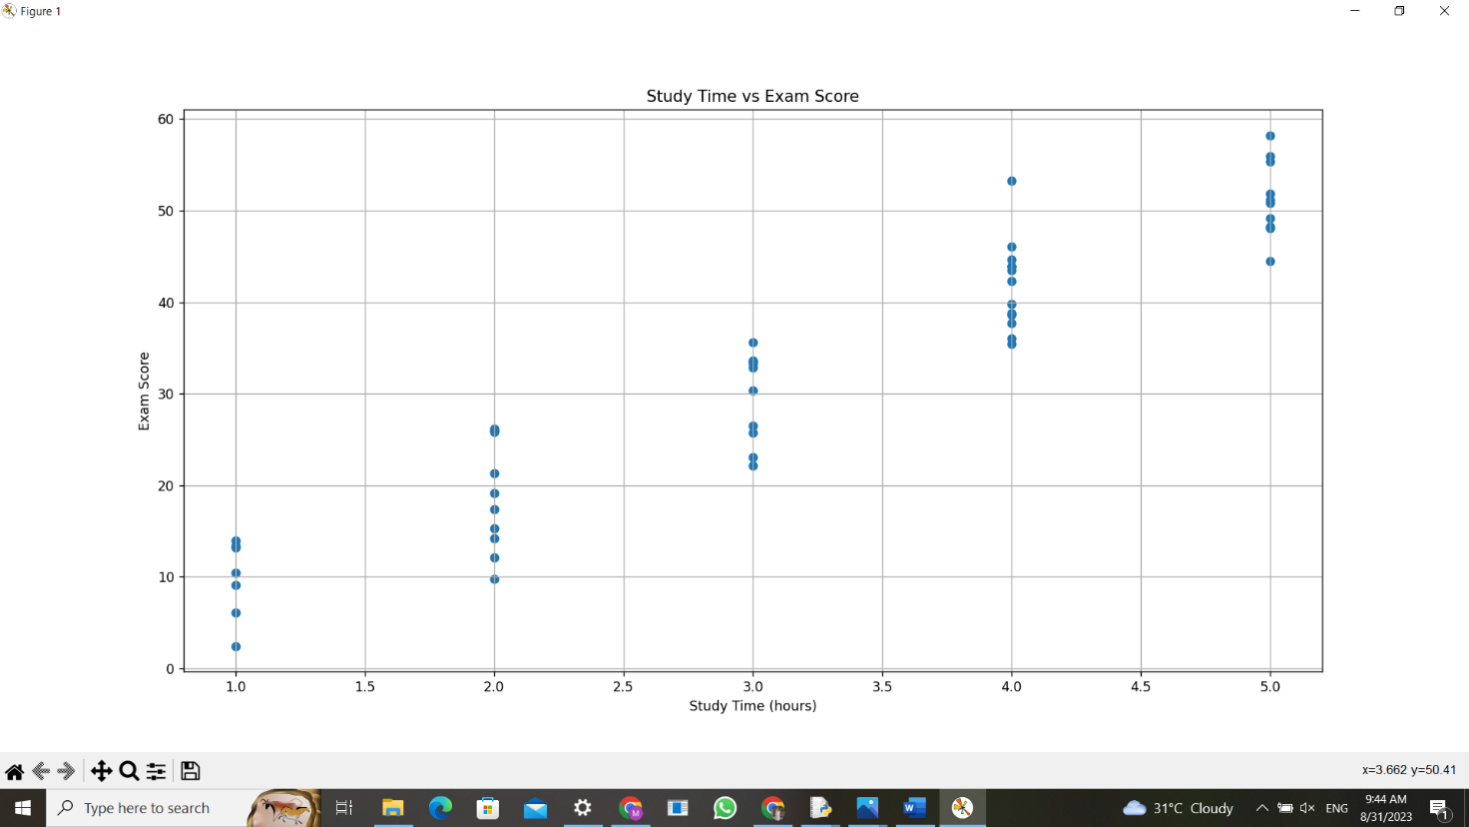 Figure 1
Study Time vs Exam Score
60
50
40
30
20
10
0
Exam Score
1.0 1.5 2.0 2.5 3.0 3.5 4.0 4.5 5.0
Study Time (hours)
x=3.662 y=50.41
Type here to search
31°C Cloudy
ENG
9:44 AM
8/31/2023
1